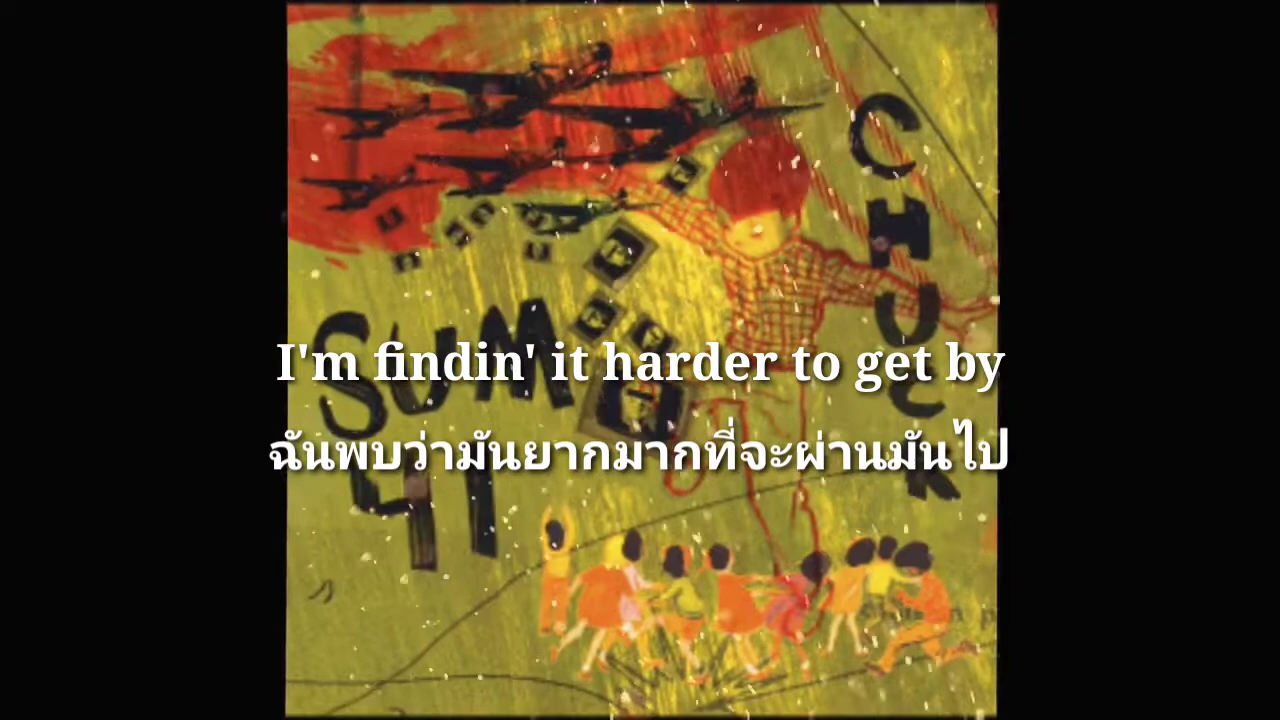 CHUCK
SUM
41
I'm findin' it harder to get by
ฉันพบว่ามันยากมากที่จะผ่านมันไป